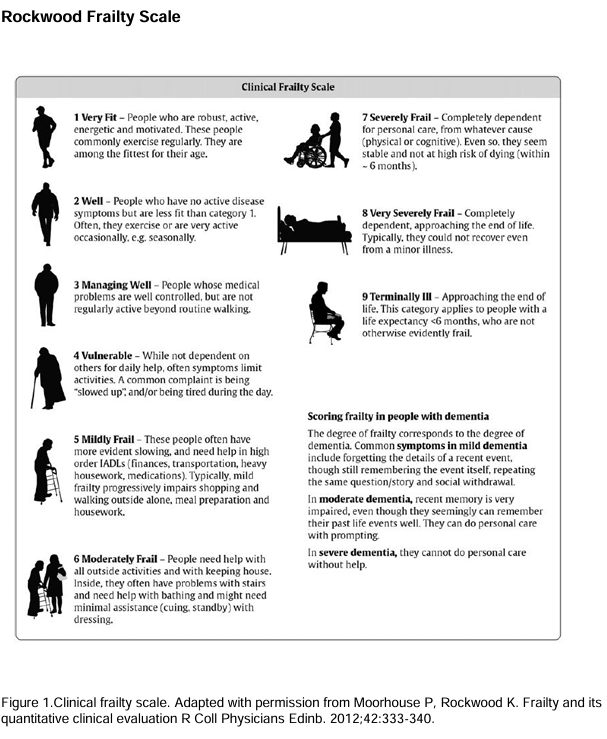 Rockwood Frailty Scale
Clinical Frailty Scale
1 Very Fit – People who are robust, active,
energetic and motivated. These people
commonly exercise regularly. They are
among the fittest for their age.
2 Well – People who have no active disease
symptoms but are less fit than category 1.
Often, they exercise or are very active
occasionally, e.g. seasonally.
3 Managing Well – People whose medical
problems are well controlled, but are not
regularly active beyond routine walking.
4 Vulnerable – While not dependent on
others for daily help, often symptoms limit
activities. A common complaint is being
"slowed up", and/or being tired during the day.
5 Mildly Frail – These people often have
more evident slowing, and need help in high
order IADLs (finances, transportation, heavy
housework, medications). Typically, mild
frailty progressively impairs shopping and
walking outside alone, meal preparation and
housework.
6 Moderately Frail – People need help with
all outside activities and with keeping house.
Inside, they often have problems with stairs
and need help with bathing and might need
minimal assistance (cuing, standby) with
dressing.
7 Severely Frail – Completely dependent
for personal care, from whatever cause
(physical or cognitive). Even so, they seem
stable and not at high risk of dying (within
~ 6 months).
8 Very Severely Frail – Completely
dependent, approaching the end of life.
Typically, they could not recover even
from a minor illness.
9 Terminally Ill – Approaching the end of
life. This category applies to people with a
life expectancy <6 months, who are not
otherwise evidently frail.
Scoring frailty in people with dementia
The degree of frailty corresponds to the degree of
dementia. Common symptoms in mild dementia
include forgetting the details of a recent event,
though still remembering the event itself, repeating
the same question/story and social withdrawal.
In moderate dementia, recent memory is very
impaired, even though they seemingly can remember
their past life events well. They can do personal care
with prompting.
In severe dementia, they cannot do personal care
without help.
Figure 1.Clinical frailty scale. Adapted with permission from Moorhouse P, Rockwood K. Frailty and its
quantitative clinical evaluation R Coll Physicians Edinb. 2012;42:333-340.